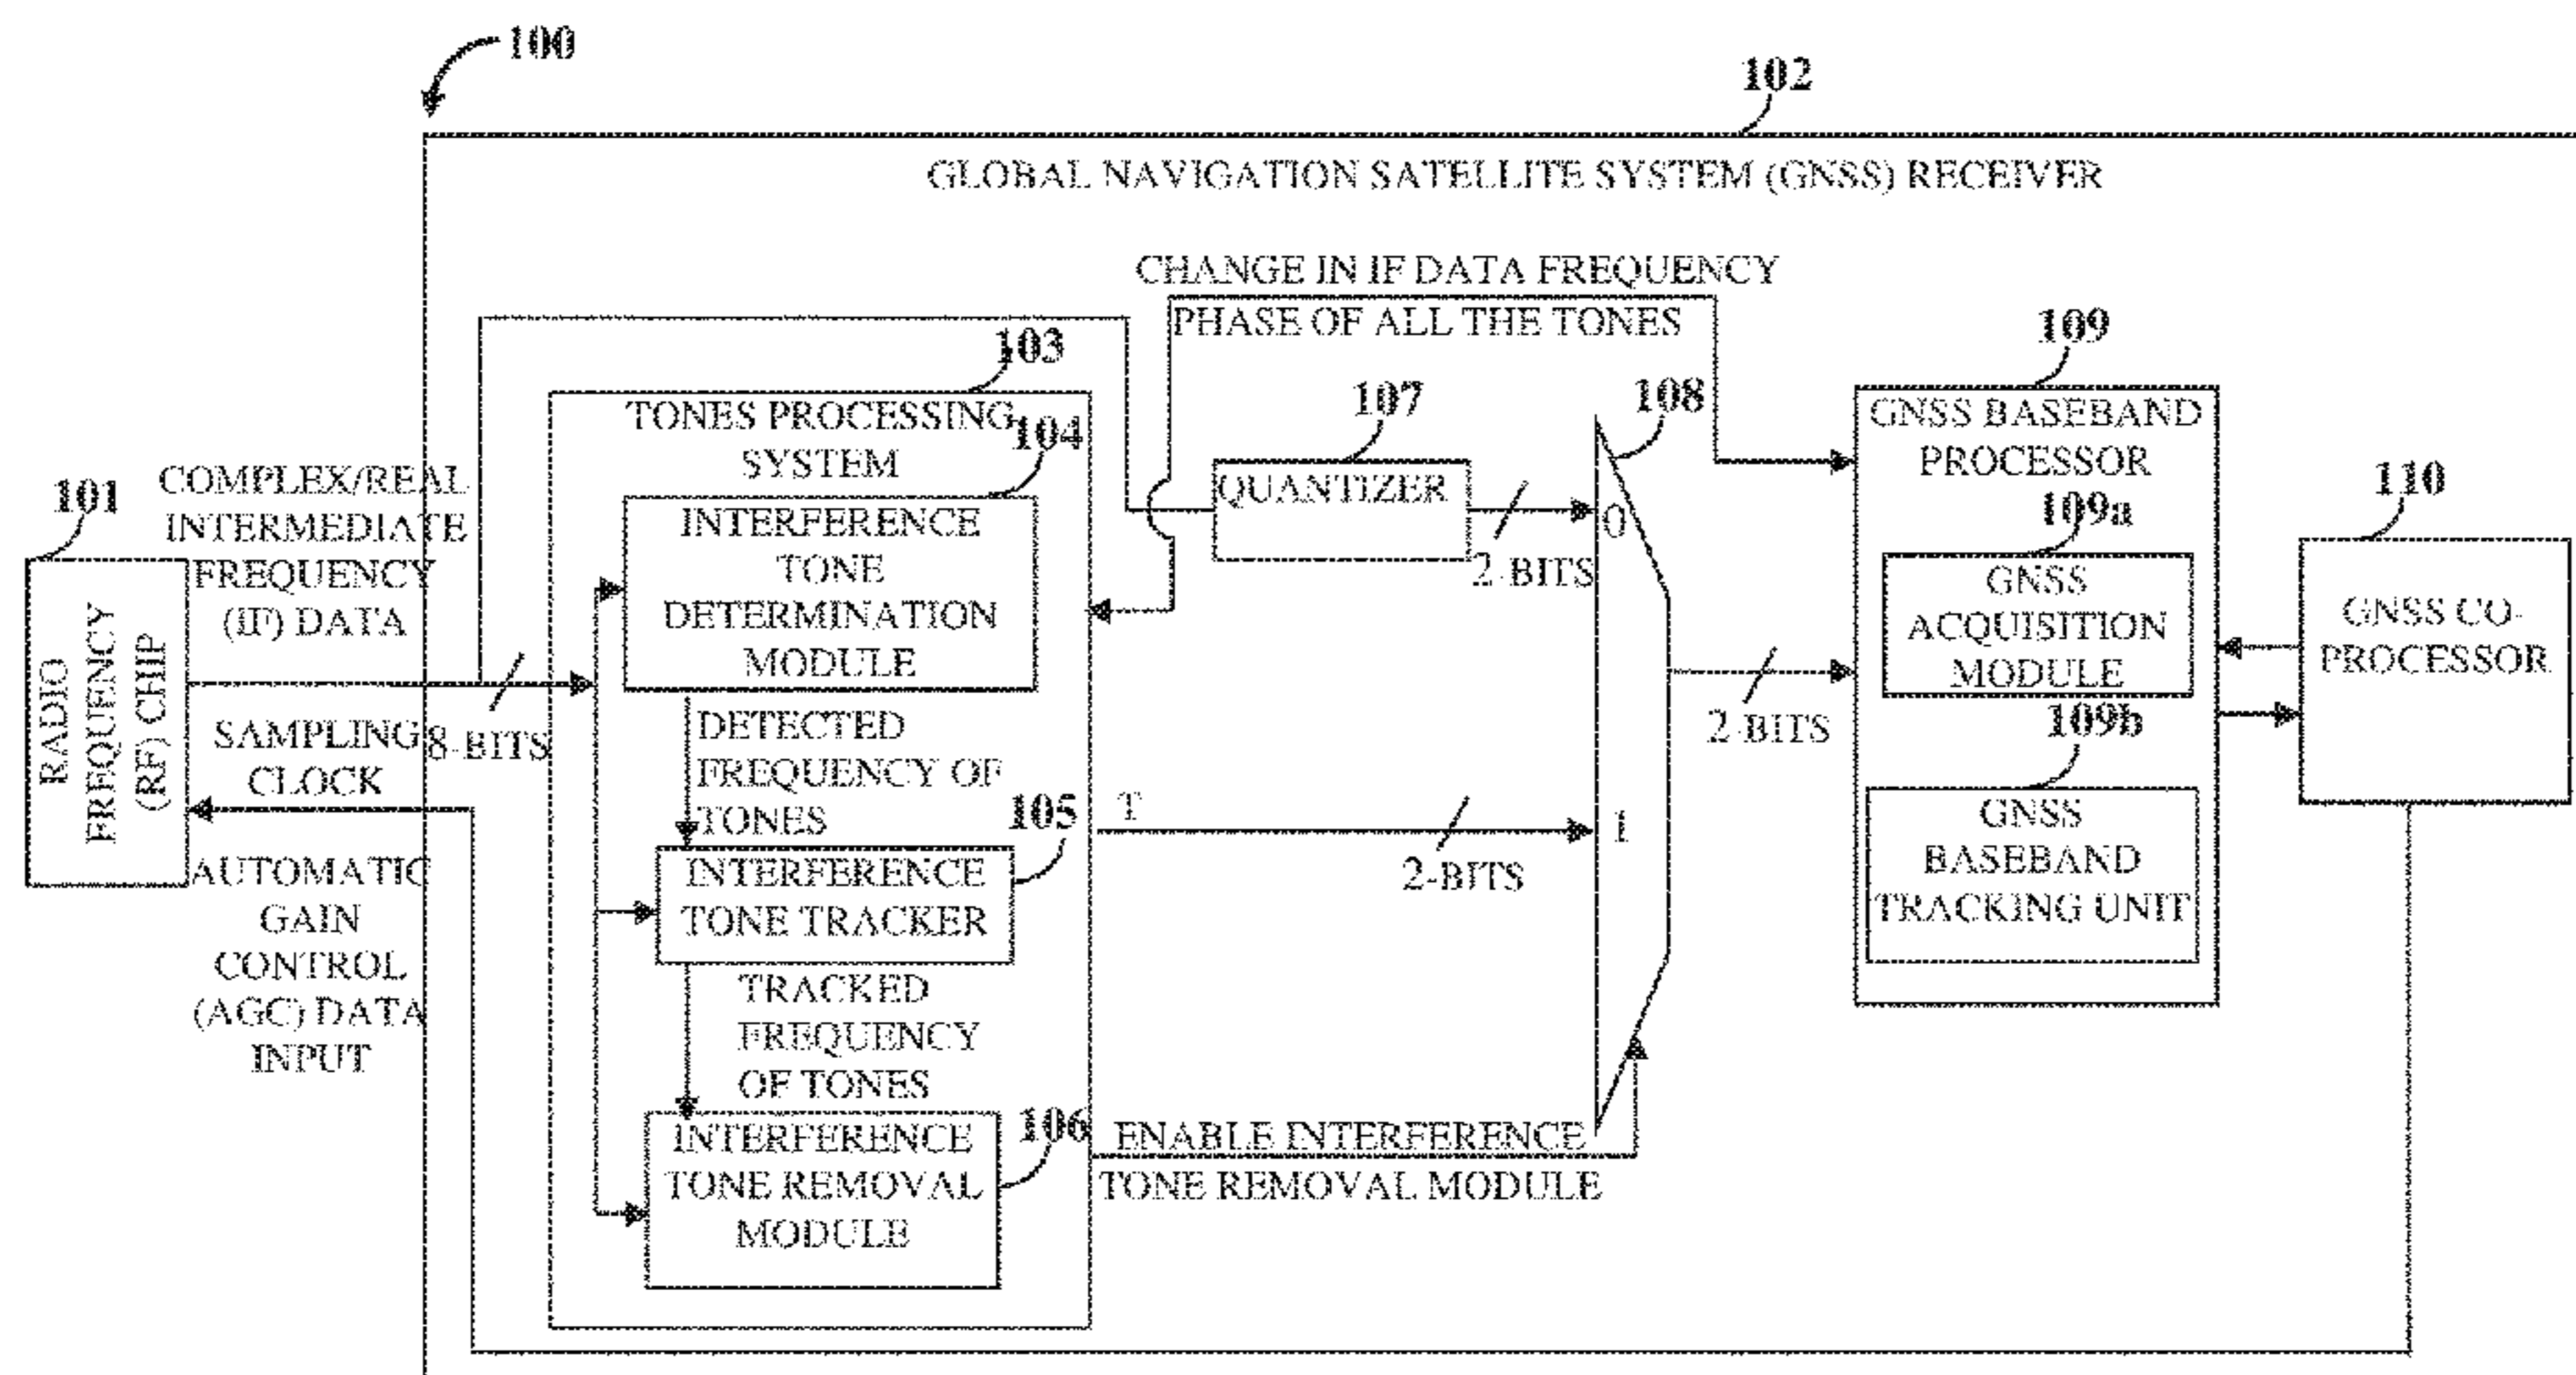 100
102
GLOBAL NAVIGATION SATELLITE SYSTEM (GNSS) RECEIVER
CHANGE IN IF DATA FREQUENCY
PHASE OF ALL THE TONES
103
TONES PROCESSING
SYSTEM
104
INTERFERENCE
TONE
DETERMINATION
MODULE
107
QUANTIZER
2-BITS
108
0
1
109
GNSS BASEBAND
PROCESSOR
109a
GNSS
ACQUISITION
MODULE
109b
GNSS
BASEBAND
TRACKING UNIT
110
GNSS CO-
PROCESSOR
101
RADIO
FREQUENCY
(RF) CHIP
COMPLEX/REAL
INTERMEDIATE
FREQUENCY
(IF) DATA
SAMPLING
CLOCK
8-BITS
AUTOMATIC
GAIN
CONTROL
(AGC) DATA
INPUT
DETECTED
FREQUENCY OF
TONES
105
INTERFERENCE
TONE TRACKER
TRACKED
FREQUENCY
OF TONES
106
INTERFERENCE
TONE REMOVAL
MODULE
T
2-BITS
2-BITS
ENABLE INTERFERENCE
TONE REMOVAL MODULE